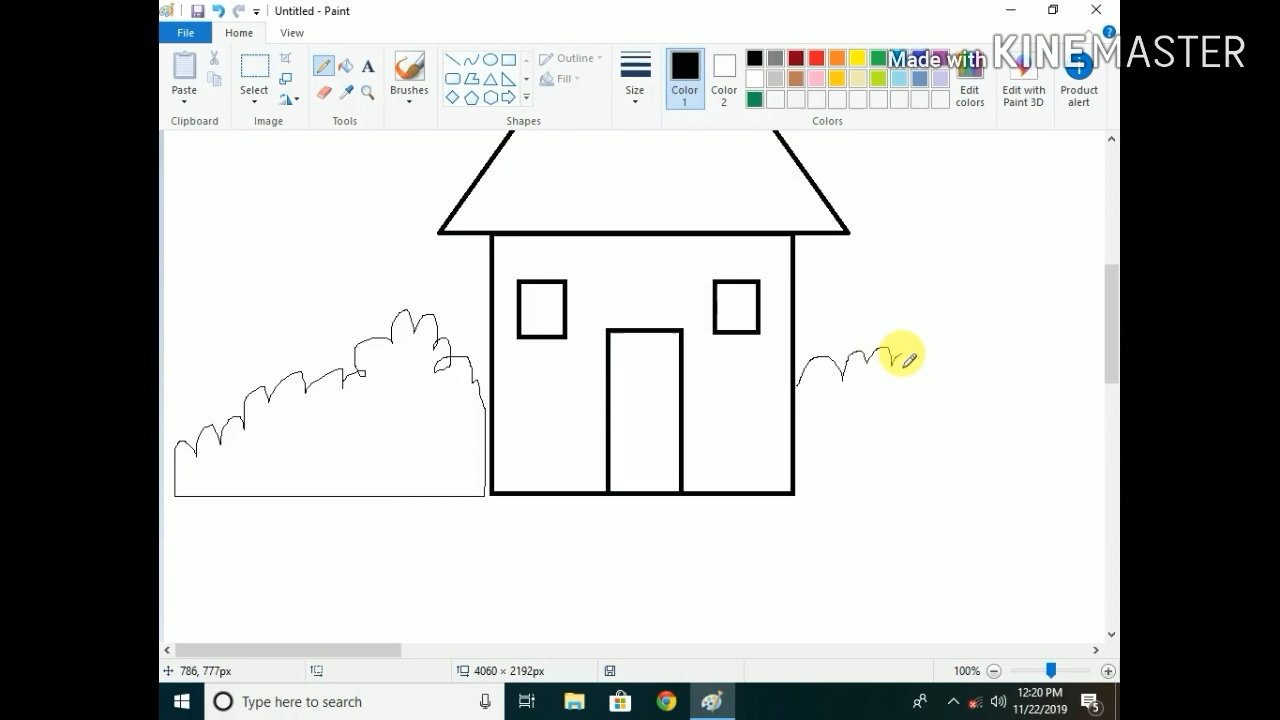 Untitled - Paint
File
Home
View
Made with KINEMASTER
Paste
Select
Brushes
Outline
Fill
Size
Color 1
Color 2
Edit colors
Edit with Paint 3D
Product alert
Clipboard
Image
Tools
Shapes
Colors
786, 777px
4060 × 2192px
100%
Type here to search
12:20 PM
11/22/2019
5